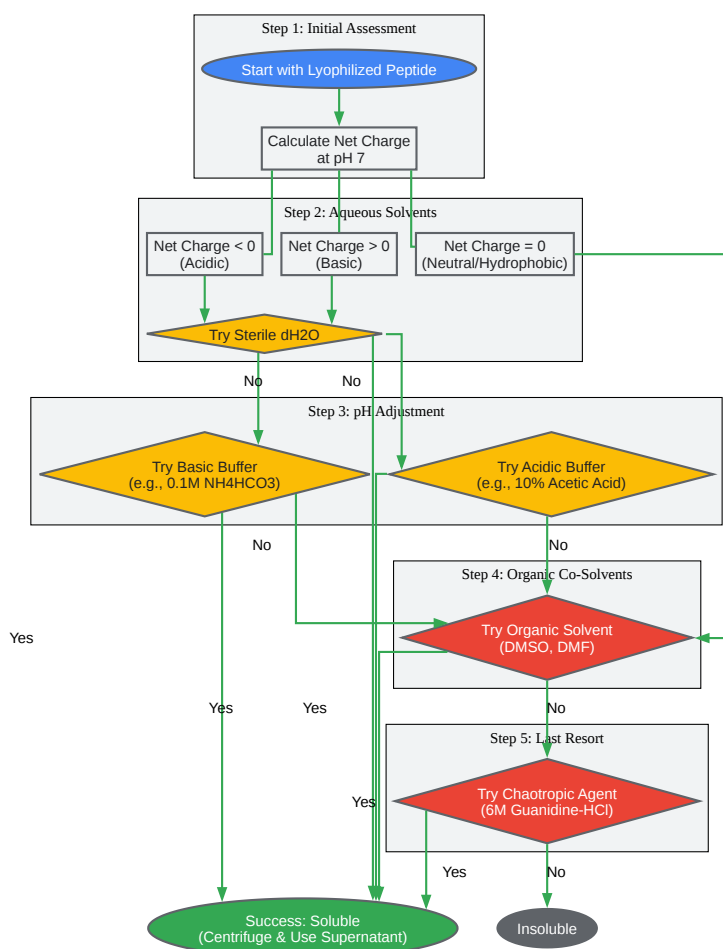 Step 1: Initial Assessment
Start with Lyophilized Peptide
Calculate Net Charge
at pH 7
Step 2: Aqueous Solvents
Net Charge < 0
(Acidic)
Net Charge > 0
(Basic)
Net Charge = 0
(Neutral/Hydrophobic)
Try Sterile dH2O
No
No
Step 3: pH Adjustment
Try Basic Buffer
(e.g., 0.1M NH4HCO3)
Try Acidic Buffer
(e.g., 10% Acetic Acid)
No
No
Step 4: Organic Co-Solvents
Try Organic Solvent
(DMSO, DMF)
Yes
Yes
Yes
No
Step 5: Last Resort
Try Chaotropic Agent
(6M Guanidine-HCl)
Yes
Yes
No
Success: Soluble
(Centrifuge & Use Supernatant)
Insoluble